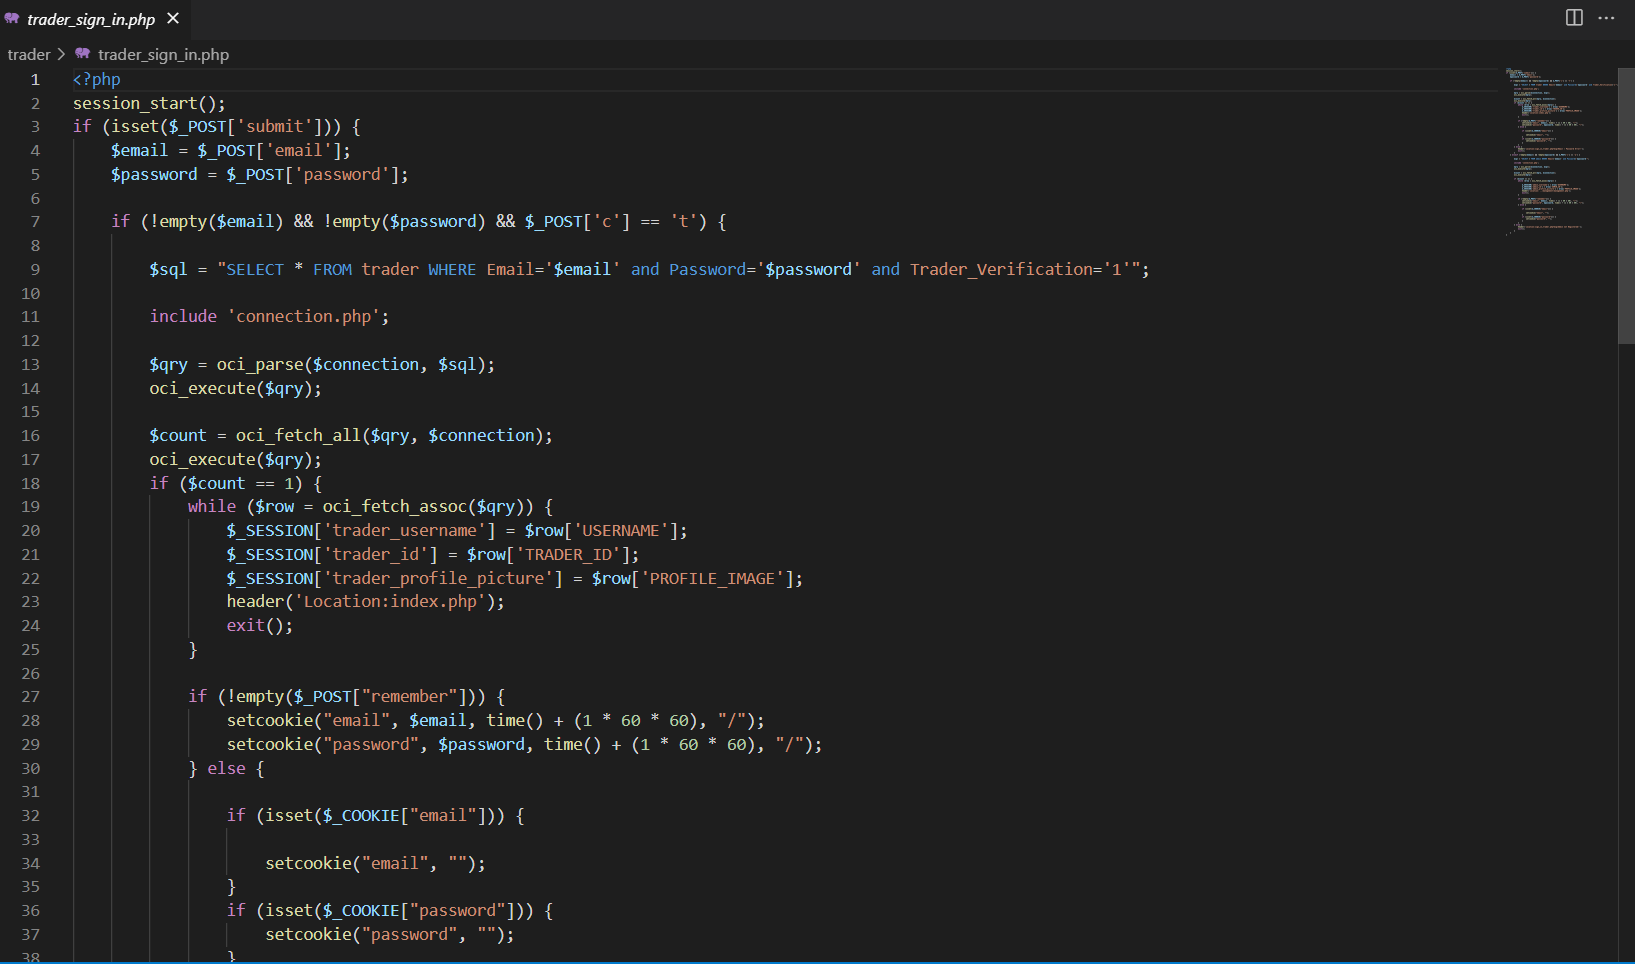 trader_sign_in.php
trader > trader_sign_in.php
1 <?php
2 session_start();
3 if (isset($_POST['submit'])) {
4 $email = $_POST['email'];
5 $password = $_POST['password'];
6
7 if (!empty($email) && !empty($password) && $_POST['c'] == 't') {
8
9 $sql = "SELECT * FROM trader WHERE Email='$email' and Password='$password' and Trader_Verification='1'";
10
11 include 'connection.php';
12
13 $qry = oci_parse($connection, $sql);
14 oci_execute($qry);
15
16 $count = oci_fetch_all($qry, $connection);
17 oci_execute($qry);
18 if ($count == 1) {
19 while ($row = oci_fetch_assoc($qry)) {
20 $_SESSION['trader_username'] = $row['USERNAME'];
21 $_SESSION['trader_id'] = $row['TRADER_ID'];
22 $_SESSION['trader_profile_picture'] = $row['PROFILE_IMAGE'];
23 header('Location:index.php');
24 exit();
25 }
26
27 if (!empty($_POST["remember"])) {
28 setcookie("email", $email, time() + (1 * 60 * 60), "/");
29 setcookie("password", $password, time() + (1 * 60 * 60), "/");
30 } else {
31
32 if (isset($_COOKIE["email"])) {
33
34 setcookie("email", "");
35 }
36 if (isset($_COOKIE["password"])) {
37 setcookie("password", "");
38 }